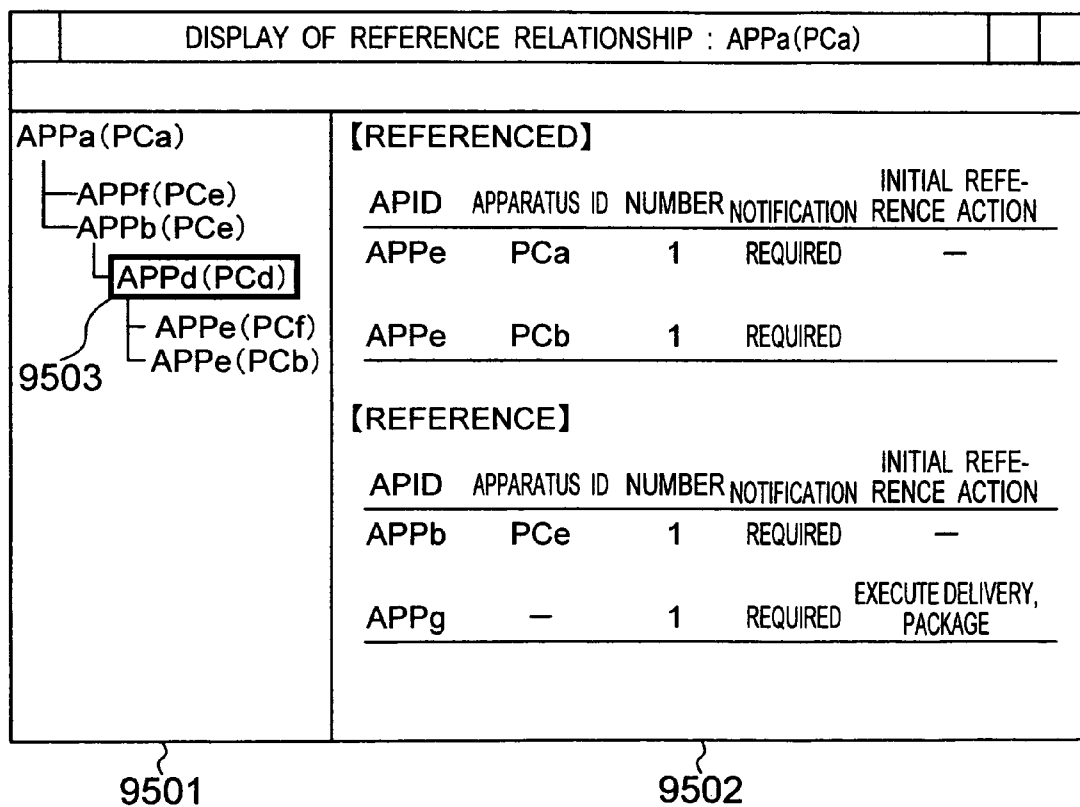 DISPLAY OF REFERENCE RELATIONSHIP : APPa(PCa)
APPa(PCa)
APPf(PCe)
APPb(PCe)
APPd(PCd)
APPe(PCf)
APPe(PCb)
9503
【REFERENCED】
APID APPARATUS ID NUMBER NOTIFICATION INITIAL REFE-
RENCE ACTION
APPe PCa 1 REQUIRED —
APPe PCb 1 REQUIRED
【REFERENCE】
APID APPARATUS ID NUMBER NOTIFICATION INITIAL REFE-
RENCE ACTION
APPb PCe 1 REQUIRED —
APPg — 1 REQUIRED EXECUTE DELIVERY,
PACKAGE
9501
9502